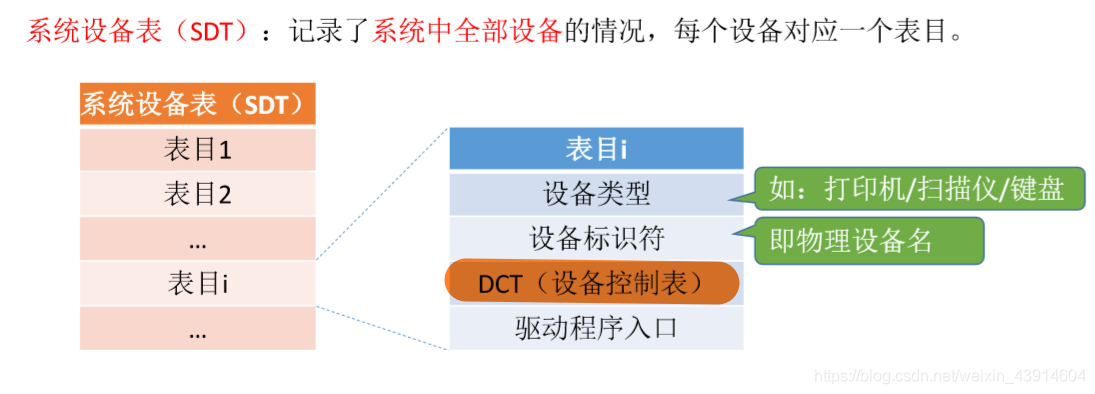 系统设备表（SDT）：记录了系统中全部设备的情况，每个设备对应一个表目。
系统设备表（SDT）
表目1
表目2
...
表目i
...
表目i
设备类型
设备标识符
DCT（设备控制表）
驱动程序入口
如：打印机/扫描仪/键盘
即物理设备名
https://blog.csdn.net/weixin_43914604